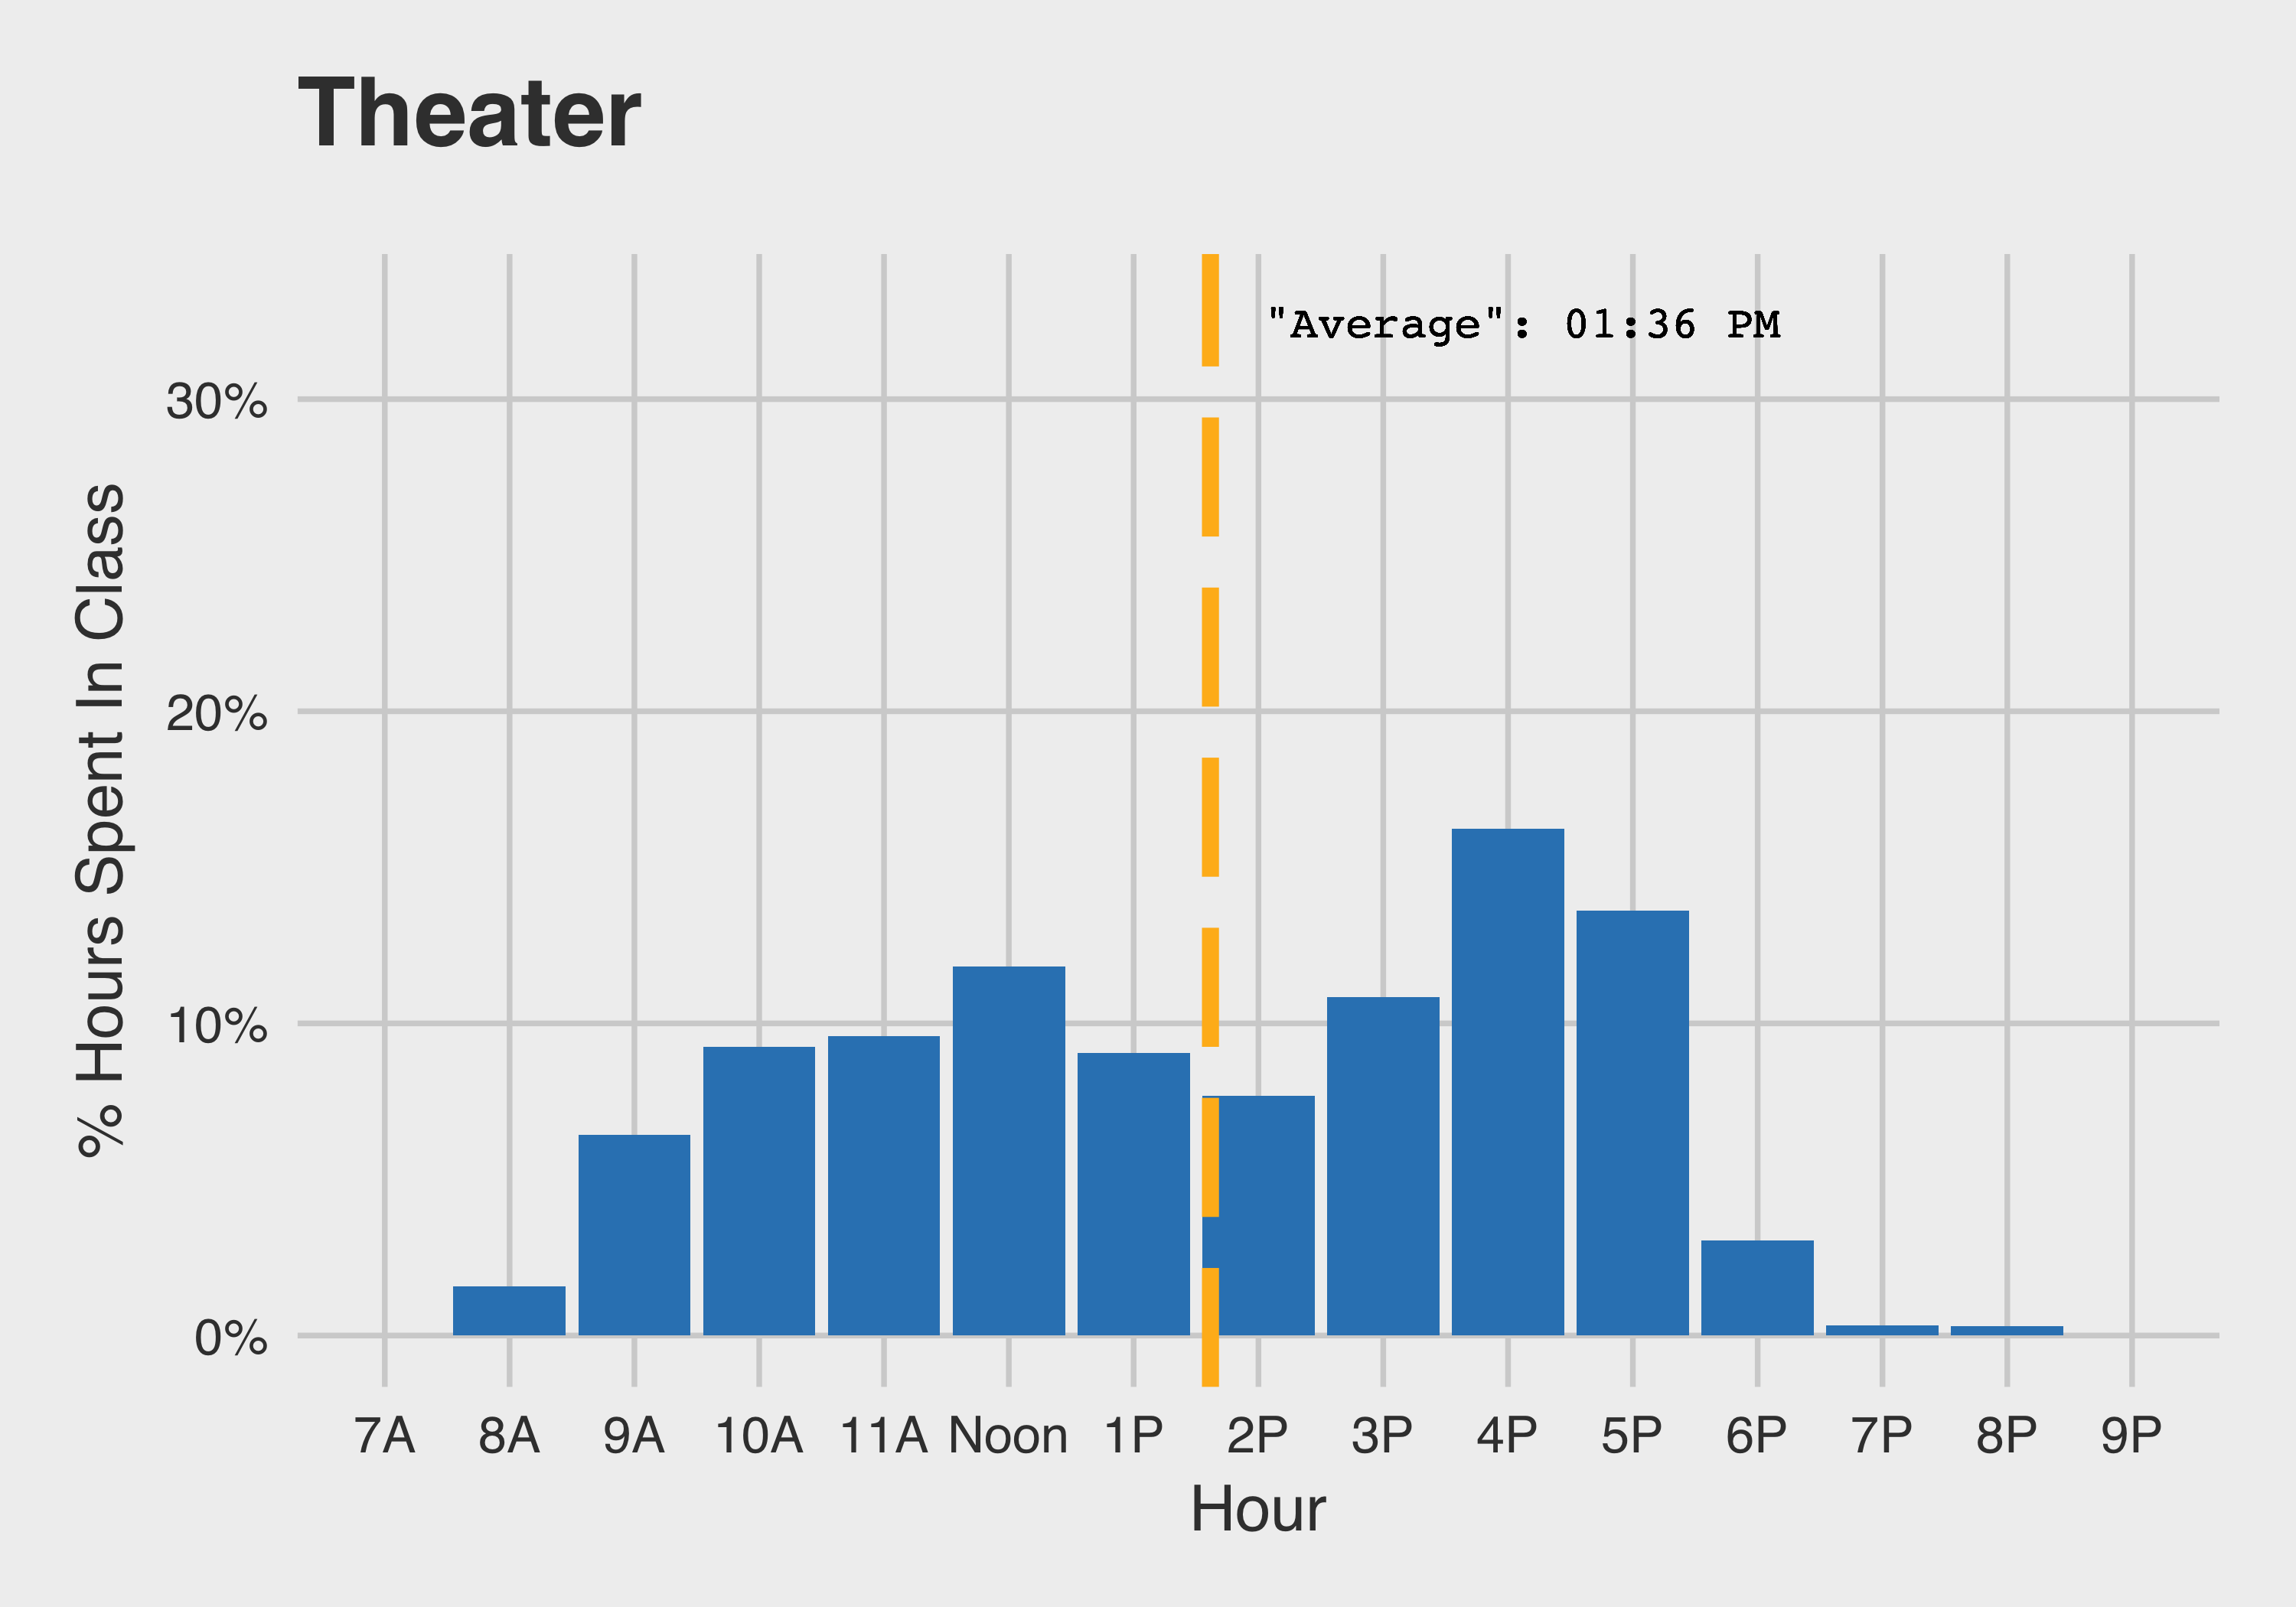 Theater
"Average": 01:36 PM
% Hours Spent In Class
30%
20%
10%
0%
7A 8A 9A 10A 11A Noon 1P 2P 3P 4P 5P 6P 7P 8P 9P
Hour